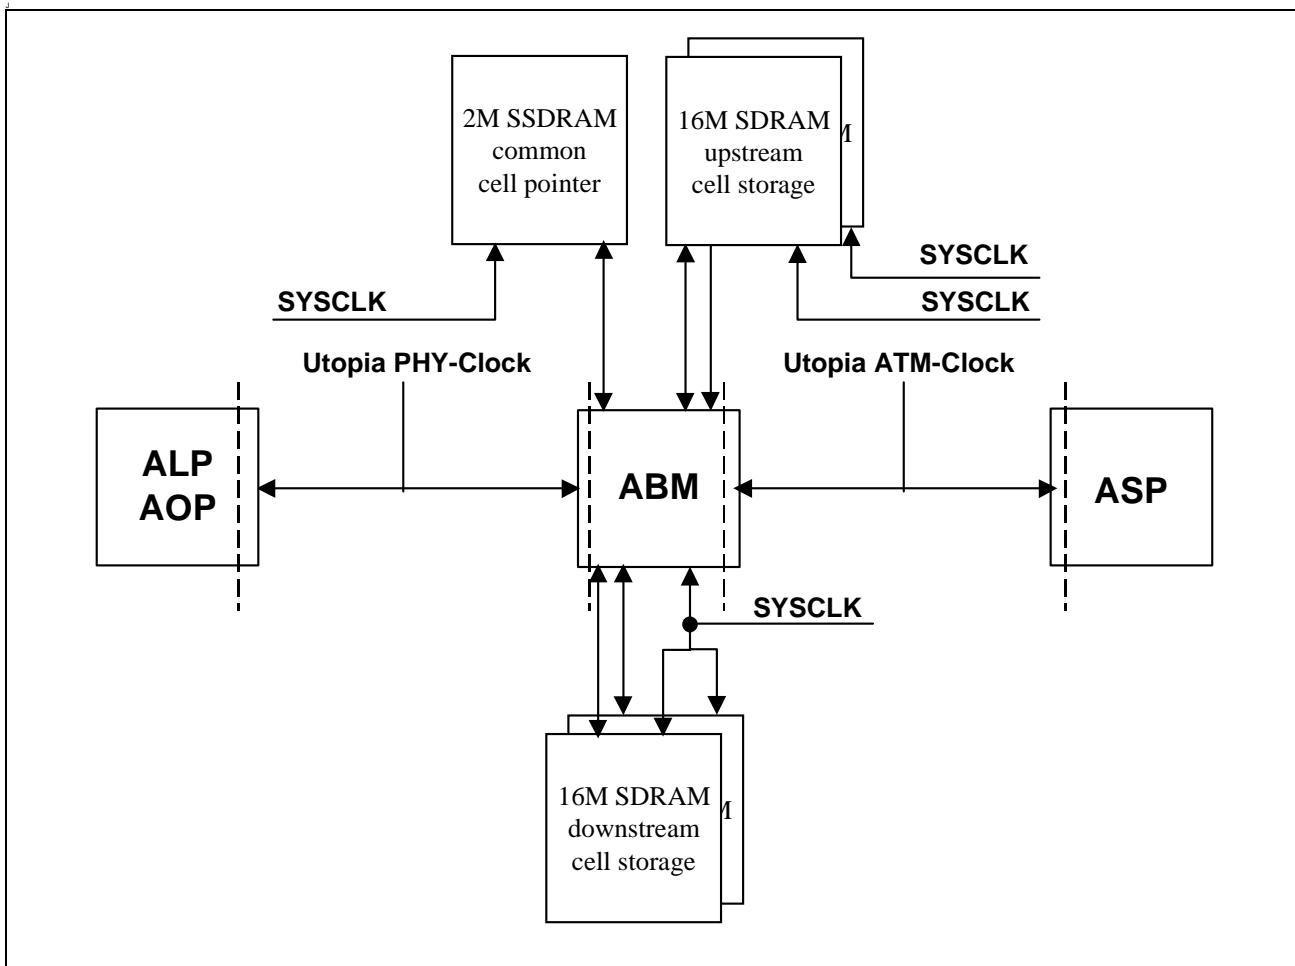 2M SSDRAM
common
cell pointer
16M SDRAM
upstream
cell storage
M
SYSCLK
SYSCLK
SYSCLK
Utopia PHY-Clock
Utopia ATM-Clock
ALP
AOP
ABM
ASP
SYSCLK
16M SDRAM
downstream
cell storage
M